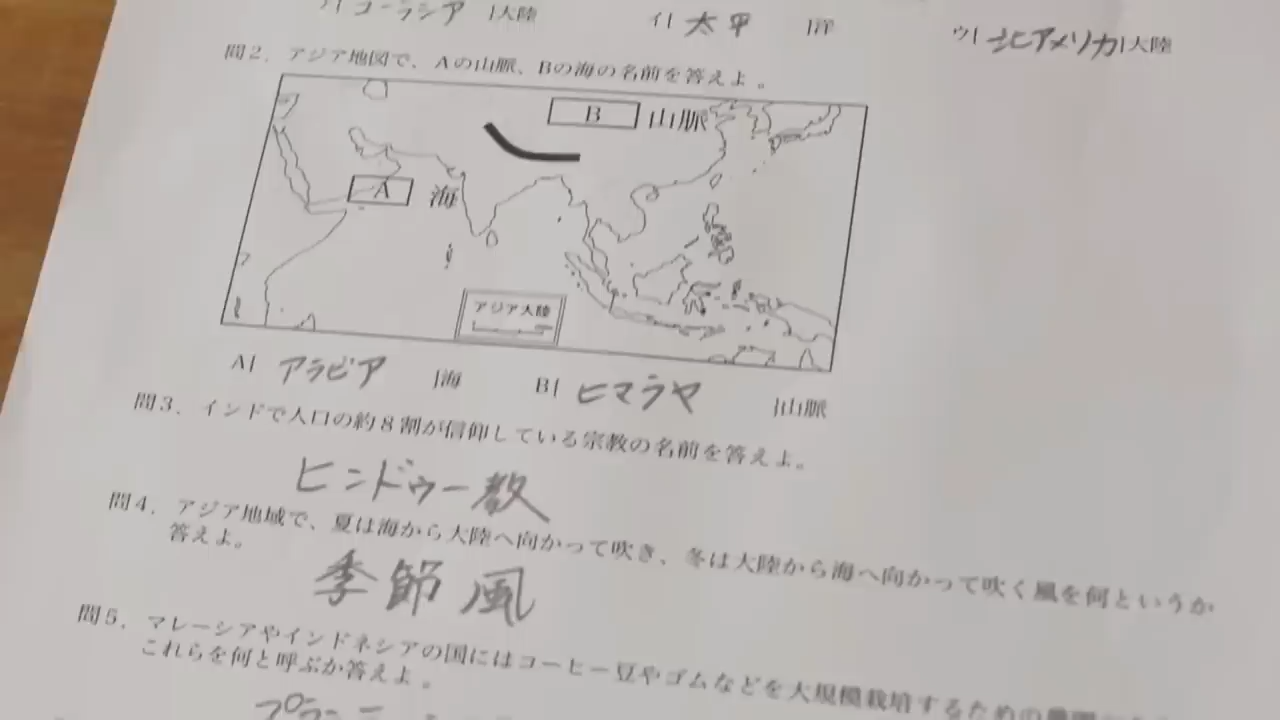 ア[ ユーラシア ]大陸 イ[ 太平 ]洋 ウ[ 北アメリカ ]大陸
問2．アジア地図で、Aの山脈、Bの海の名前を答えよ。
B 山脈
A 海
アジア大陸
A[ アラビア ]海 B[ ヒマラヤ ]山脈
問3．インドで人口の約8割が信仰している宗教の名前を答えよ。
ヒンドゥー教
問4．アジア地域で、夏は海から大陸へ向かって吹き、冬は大陸から海へ向かって吹く風を何というか
答えよ。
季節風
問5．マレーシアやインドネシアの国にはコーヒー豆やゴムなどを大規模栽培するための農園
これらを何と呼ぶか答えよ。
プラン